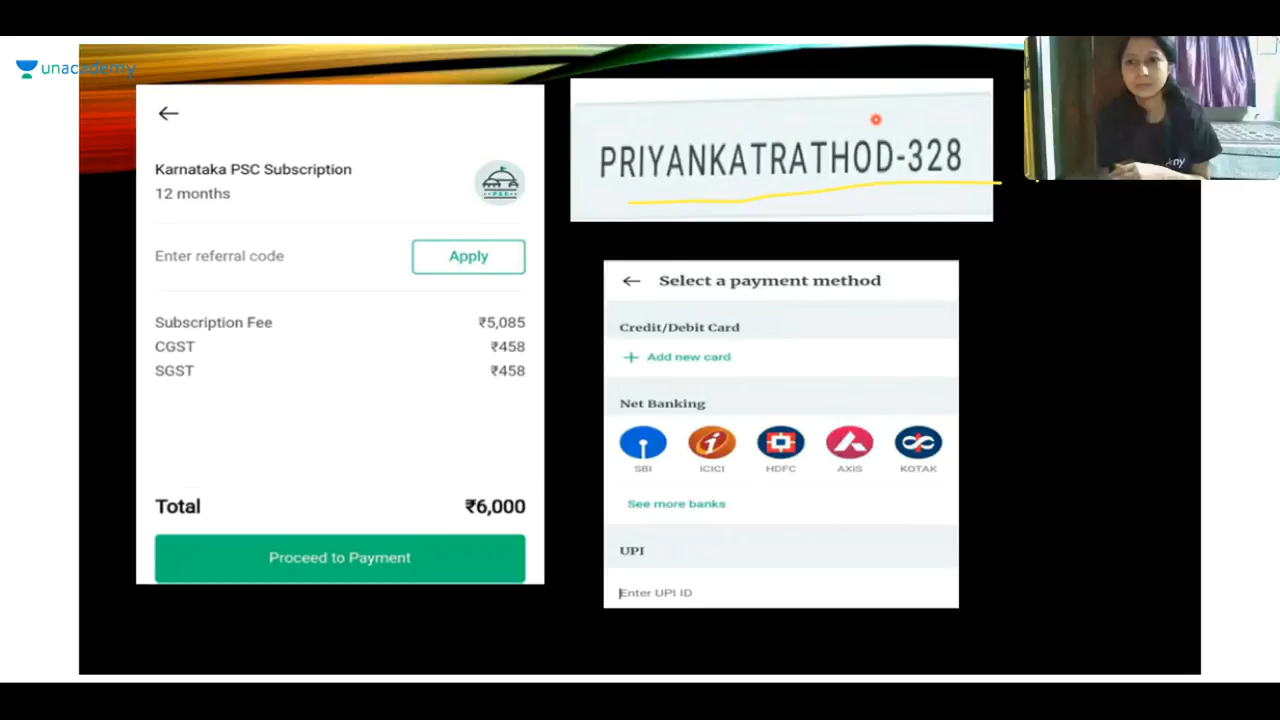 unacademy
Karnataka PSC Subscription
12 months
PSC
Enter referral code
Apply
Subscription Fee ₹5,085
CGST ₹458
SGST ₹458
Total ₹6,000
Proceed to Payment
PRIYANKATRATHOD-328
Select a payment method
Credit/Debit Card
+ Add new card
Net Banking
SBI ICICI HDFC AXIS KOTAK
See more banks
UPI
Enter UPI ID